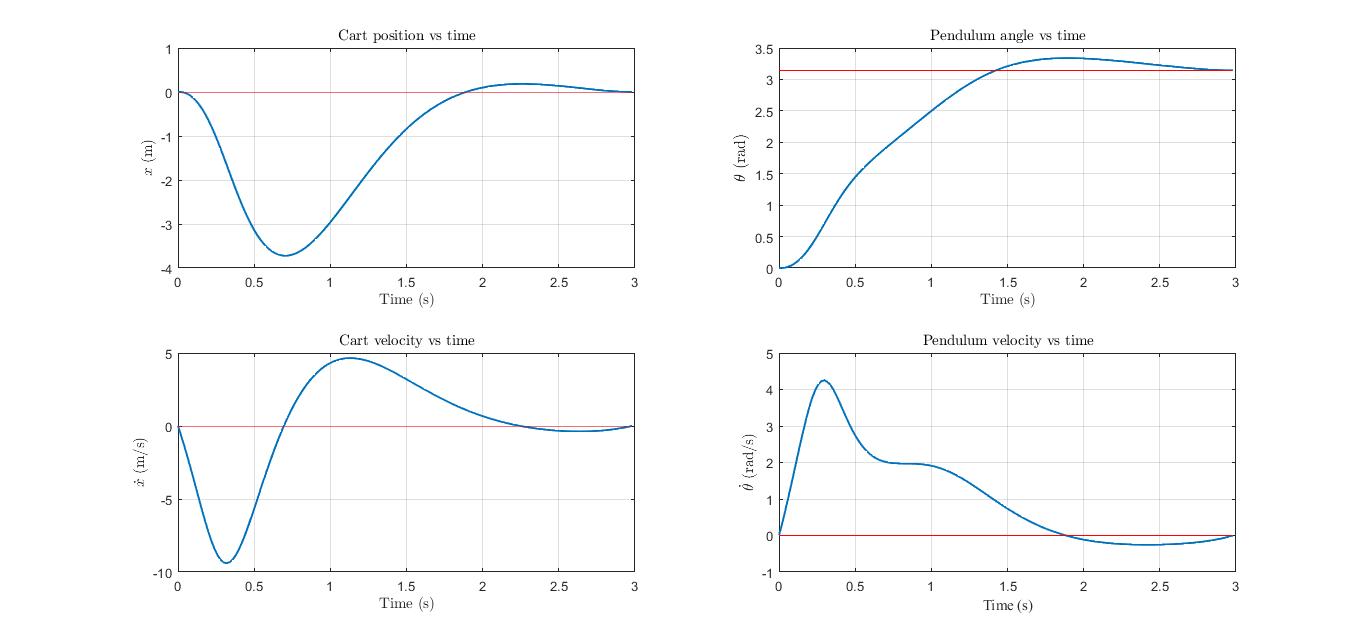 Cart position vs time
1
0
-1
-2
-3
-4
x (m)
0 0.5 1 1.5 2 2.5 3
Time (s)
Pendulum angle vs time
3.5
3
2.5
2
1.5
1
0.5
0
θ (rad)
0 0.5 1 1.5 2 2.5 3
Time (s)
Cart velocity vs time
5
0
-5
-10
ẋ (m/s)
0 0.5 1 1.5 2 2.5 3
Time (s)
Pendulum velocity vs time
5
4
3
2
1
0
-1
θ̇ (rad/s)
0 0.5 1 1.5 2 2.5 3
Time (s)